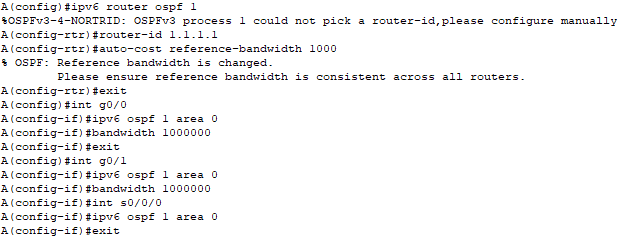 A(config)#ipv6 router ospf 1
%OSPFv3-4-NORTRID: OSPFv3 process 1 could not pick a router-id,please configure manually
A(config-rtr)#router-id 1.1.1.1
A(config-rtr)#auto-cost reference-bandwidth 1000
% OSPF: Reference bandwidth is changed.
        Please ensure reference bandwidth is consistent across all routers.
A(config-rtr)#exit
A(config)#int g0/0
A(config-if)#ipv6 ospf 1 area 0
A(config-if)#bandwidth 1000000
A(config-if)#exit
A(config)#int g0/1
A(config-if)#ipv6 ospf 1 area 0
A(config-if)#bandwidth 1000000
A(config-if)#int s0/0/0
A(config-if)#ipv6 ospf 1 area 0
A(config-if)#exit